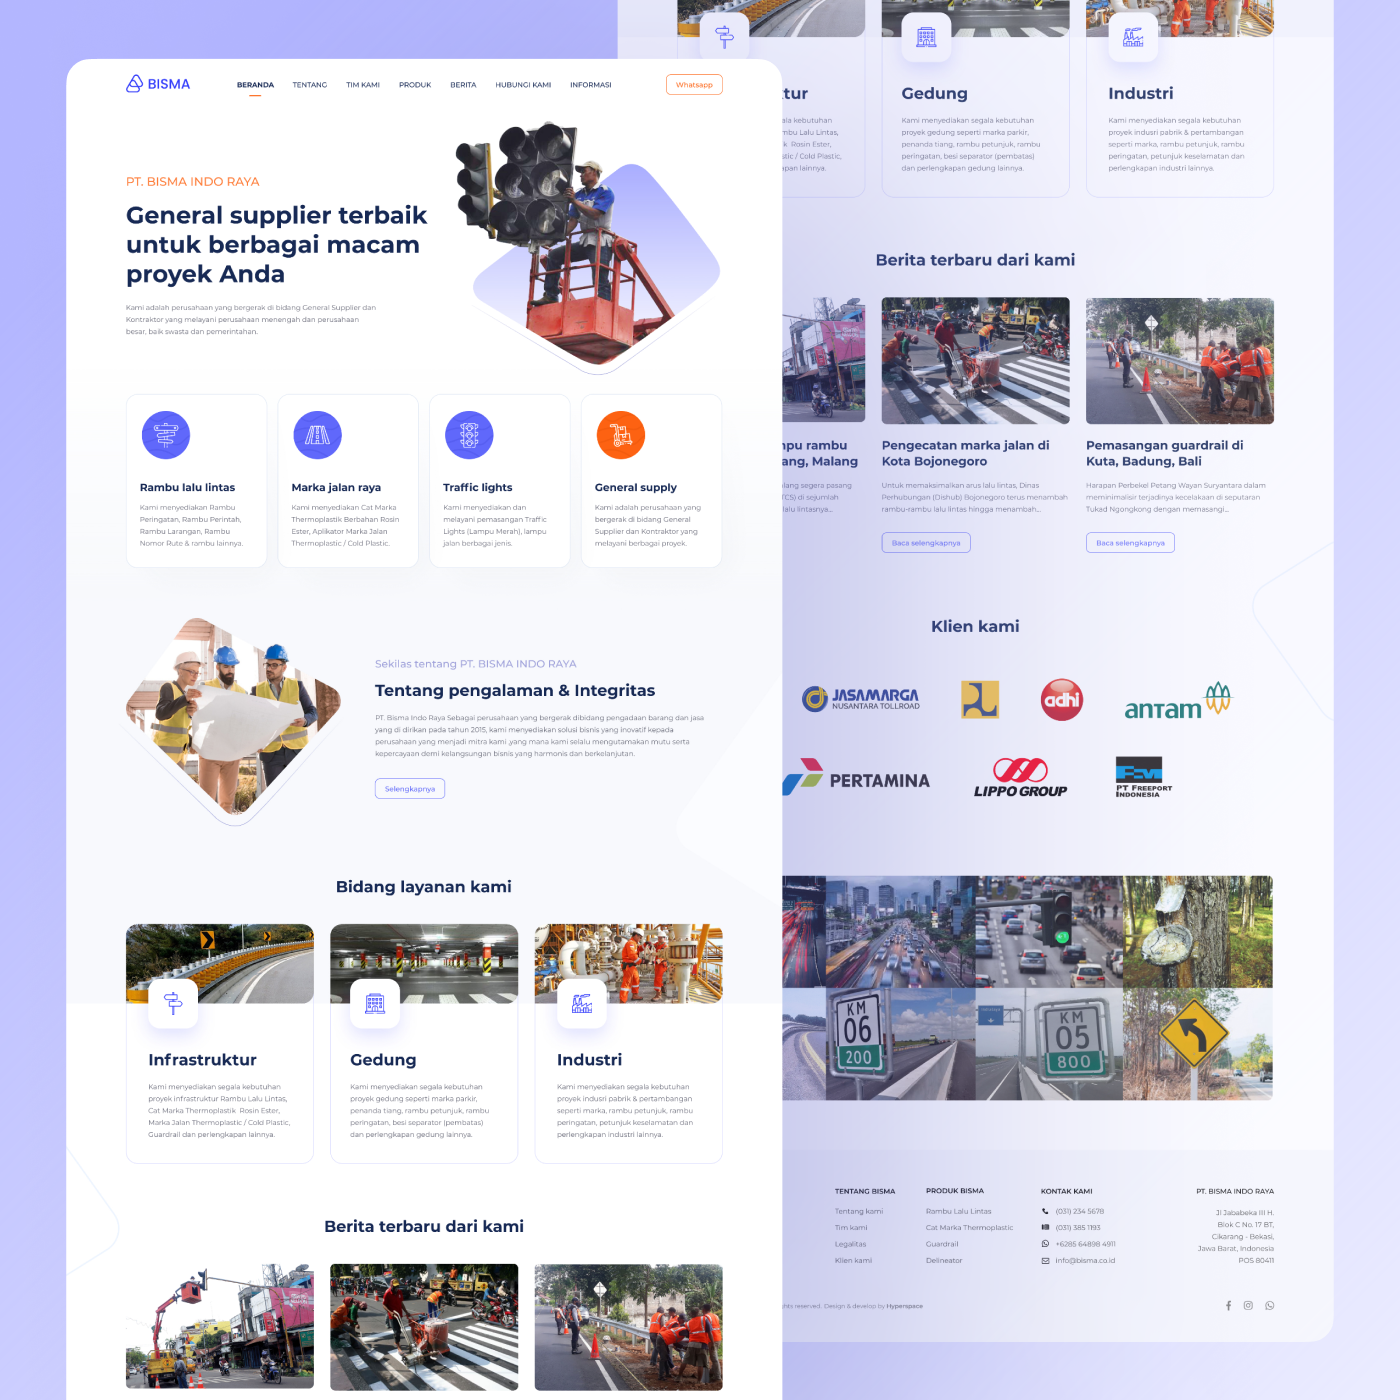 BISMA
BERANDA
TENTANG
TIM KAMI
PRODUK
BERITA
HUBUNGI KAMI
INFORMASI
Whatsapp
PT. BISMA INDO RAYA
General supplier terbaik
untuk berbagai macam
proyek Anda
Kami adalah perusahaan yang bergerak di bidang General Supplier dan
Kontraktor yang melayani perusahaan menengah dan perusahaan
besar, baik swasta dan pemerintahan.
Rambu lalu lintas
Kami menyediakan Rambu
Peringatan, Rambu Perintah,
Rambu Larangan, Rambu
Nomor Rute & rambu lainnya.
Marka jalan raya
Kami menyediakan Cat Marka
Thermoplastik Berbahan Rosin
Ester, Aplikator Marka Jalan
Thermoplastic / Cold Plastic.
Traffic lights
Kami menyediakan dan
melayani pemasangan Traffic
Lights (Lampu Merah), lampu
jalan berbagai jenis.
General supply
Kami adalah perusahaan yang
bergerak di bidang General
Supplier dan Kontraktor yang
melayani berbagai proyek.
Sekilas tentang PT. BISMA INDO RAYA
Tentang pengalaman & Integritas
PT. Bisma Indo Raya Sebagai perusahaan yang bergerak dibidang pengadaan barang dan jasa
yang di dirikan pada tahun 2015, kami menyediakan solusi bisnis yang inovatif kepada
perusahaan yang menjadi mitra kami ,yang mana kami selalu mengutamakan mutu serta
kepercayaan demi kelangsungan bisnis yang harmonis dan berkelanjutan.
Selengkapnya
Bidang layanan kami
Infrastruktur
Kami menyediakan segala kebutuhan
proyek infrastruktur Rambu Lalu Lintas,
Cat Marka Thermoplastik Rosin Ester,
Marka Jalan Thermoplastic / Cold Plastic,
Guardrail dan perlengkapan lainnya.
Gedung
Kami menyediakan segala kebutuhan
proyek gedung seperti marka parkir,
penanda tiang, rambu petunjuk, rambu
peringatan, besi separator (pembatas)
dan perlengkapan gedung lainnya.
Industri
Kami menyediakan segala kebutuhan
proyek indusri pabrik & pertambangan
seperti marka, rambu petunjuk, rambu
peringatan, petunjuk keselamatan dan
perlengkapan industri lainnya.
Berita terbaru dari kami
tur
ala kebutuhan
mbu Lalu Lintas,
k Rosin Ester,
stic / Cold Plastic,
pan lainnya.
Gedung
Kami menyediakan segala kebutuhan
proyek gedung seperti marka parkir,
penanda tiang, rambu petunjuk, rambu
peringatan, besi separator (pembatas)
dan perlengkapan gedung lainnya.
Industri
Kami menyediakan segala kebutuhan
proyek indusri pabrik & pertambangan
seperti marka, rambu petunjuk, rambu
peringatan, petunjuk keselamatan dan
perlengkapan industri lainnya.
Berita terbaru dari kami
mpu rambu
ang, Malang
lang segera pasang
TCS) di sejumlah
lalu lintasnya...
Pengecatan marka jalan di
Kota Bojonegoro
Untuk memaksimalkan arus lalu lintas, Dinas
Perhubungan (Dishub) Bojonegoro terus menambah
rambu-rambu lalu lintas hingga menambah...
Baca selengkapnya
Pemasangan guardrail di
Kuta, Badung, Bali
Harapan Perbekel Petang Wayan Suryantara dalam
meminimalisir terjadinya kecelakaan di seputaran
Tukad Ngongkong dengan memasangi...
Baca selengkapnya
Klien kami
JASAMARGA
NUSANTARA TOLLROAD
adhi
antam
PERTAMINA
LIPPO GROUP
PT FREEPORT
INDONESIA
KM
06
200
KM
05
800
TENTANG BISMA
Tentang kami
Tim kami
Legalitas
Klien kami
PRODUK BISMA
Rambu Lalu Lintas
Cat Marka Thermoplastic
Guardrail
Delineator
KONTAK KAMI
(031) 234 5678
(031) 385 1193
+6285 64898 4911
info@bisma.co.id
PT. BISMA INDO RAYA
Jl Jababeka III H.
Blok C No. 17 BT,
Cikarang - Bekasi,
Jawa Barat, Indonesia
POS 80411
ghts reserved. Design & develop by Hyperspace